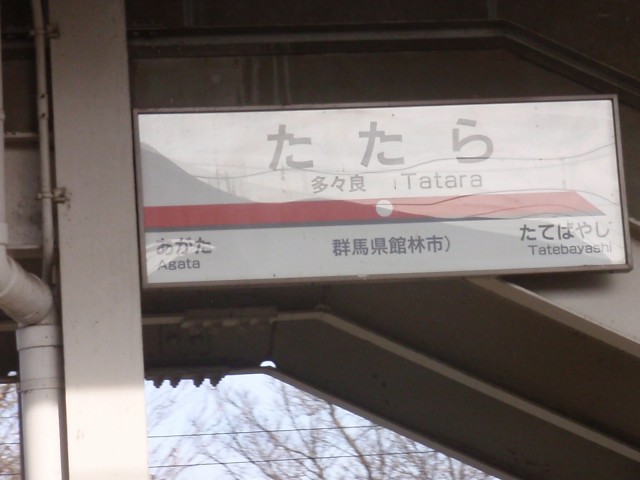 たたら
多々良 Tatara
あがた 群馬県館林市） たてばやし
Agata Tatebayashi